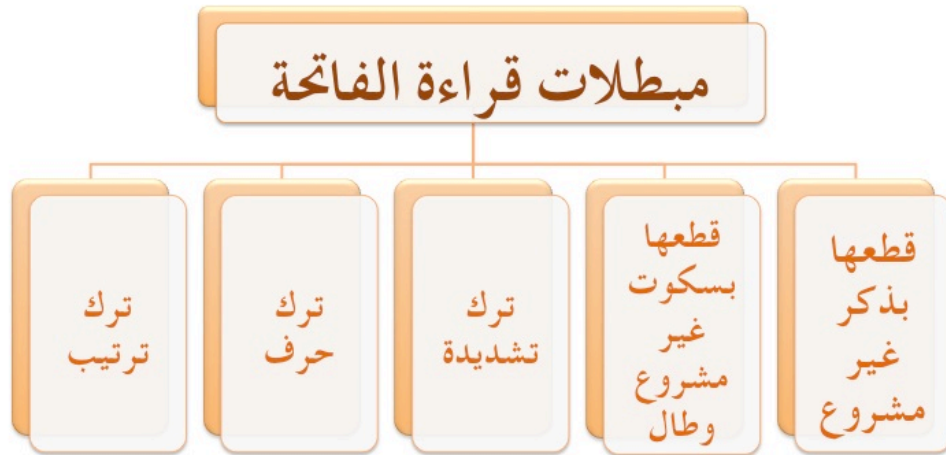 مبطلات قراءة الفاتحة
قطعها
بذكر
غير
مشروع
قطعها
بسكوت
غير
مشروع
وطال
ترك
تشديدة
ترك
حرف
ترك
ترتيب